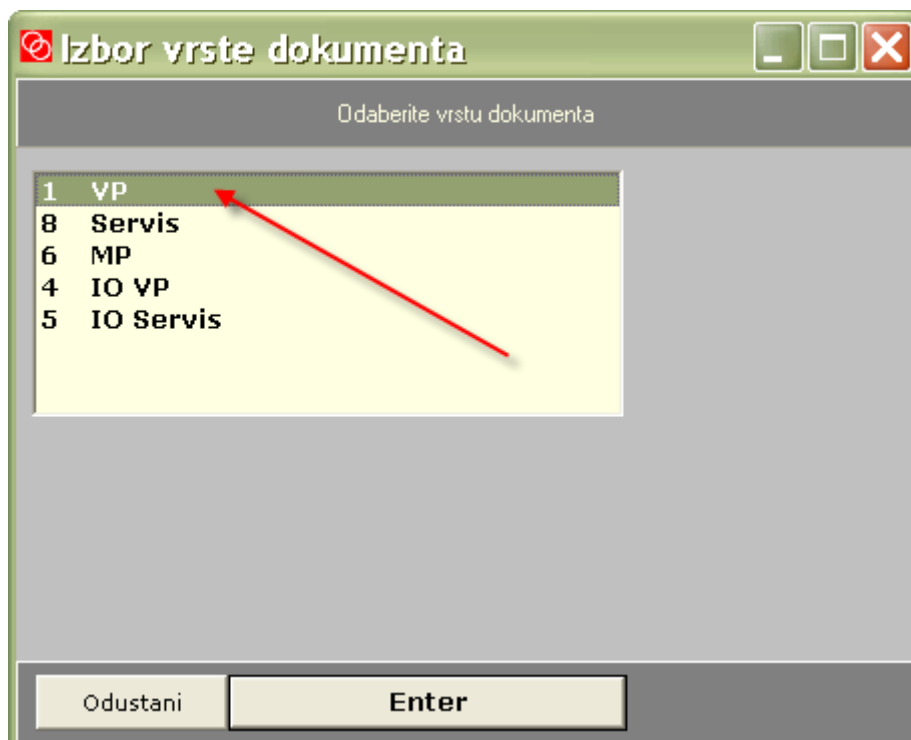 Izbor vrste dokumenta
Odaberite vrstu dokumenta
1 VP
8 Servis
6 MP
4 IO VP
5 IO Servis
Odustani Enter